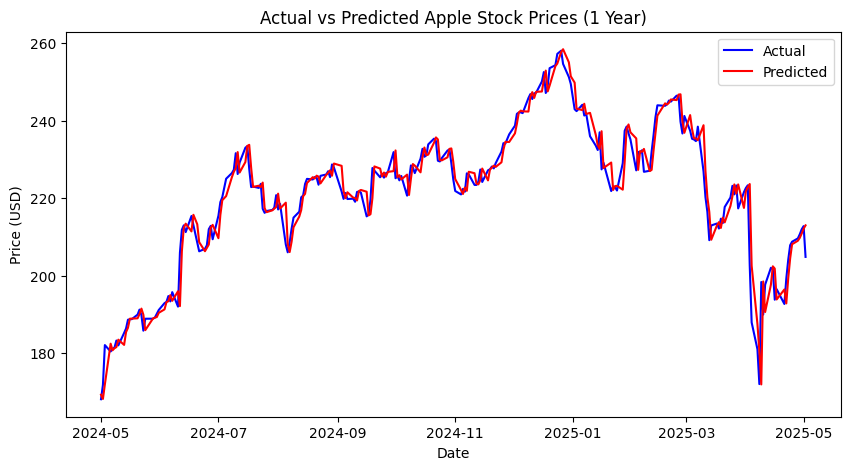 Actual vs Predicted Apple Stock Prices (1 Year)
Actual
Predicted
Price (USD)
260
240
220
200
180
2024-05 2024-07 2024-09 2024-11 2025-01 2025-03 2025-05
Date